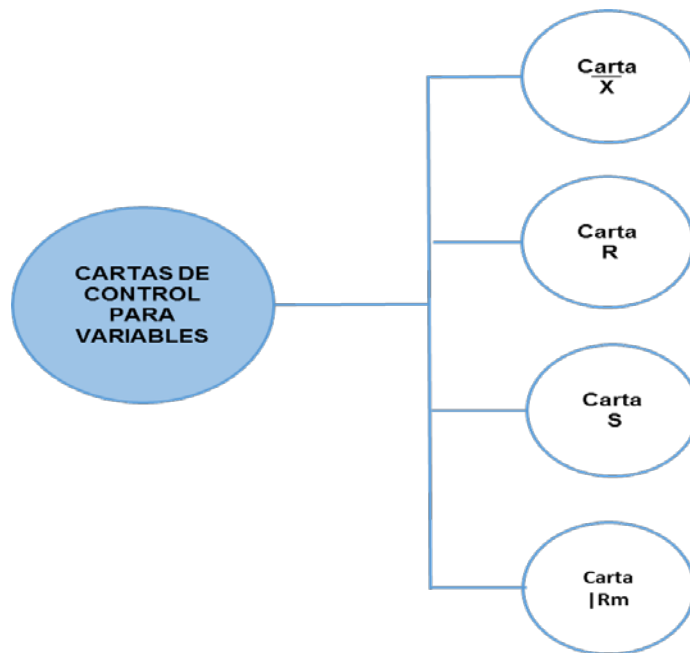 CARTAS DE
CONTROL
PARA
VARIABLES
Carta
X̅
Carta
R
Carta
S
Carta
|Rm